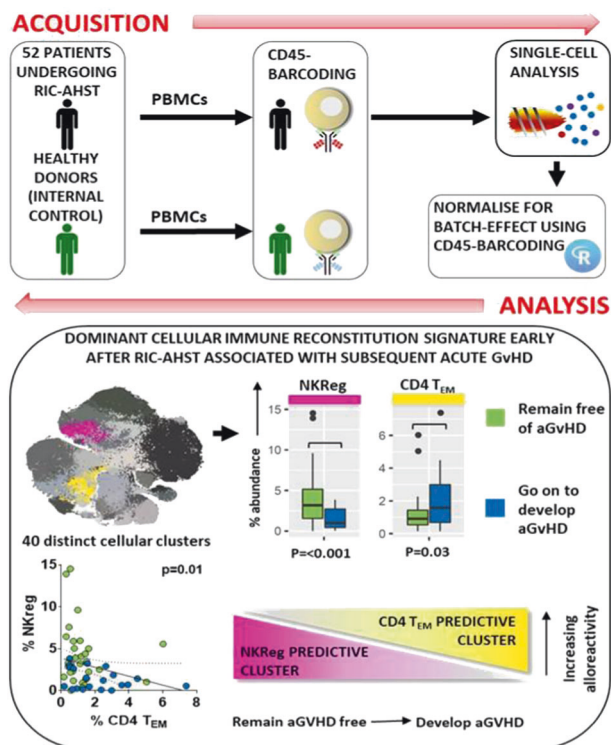 ACQUISITION
52 PATIENTS
UNDERGOING
RIC-AHST
HEALTHY
DONORS
(INTERNAL
CONTROL)
PBMCs
PBMCs
CD45-
BARCODING
SINGLE-CELL
ANALYSIS
NORMALISE FOR
BATCH-EFFECT USING
CD45-BARCODING
R
ANALYSIS
DOMINANT CELLULAR IMMUNE RECONSTITUTION SIGNATURE EARLY
AFTER RIC-AHST ASSOCIATED WITH SUBSEQUENT ACUTE GvHD
40 distinct cellular clusters
% abundance
NKReg
15
10
5
0
P=<0.001
CD4 TEM
6
4
2
0
P=0.03
Remain free
of aGvHD
Go on to
develop
aGvHD
p=0.01
% NKreg
15
10
5
0
0 2 4 6 8
% CD4 TEM
CD4 TEM PREDICTIVE
CLUSTER
NKReg PREDICTIVE
CLUSTER
Increasing
alloreactivity
Remain aGVHD free
Develop aGVHD